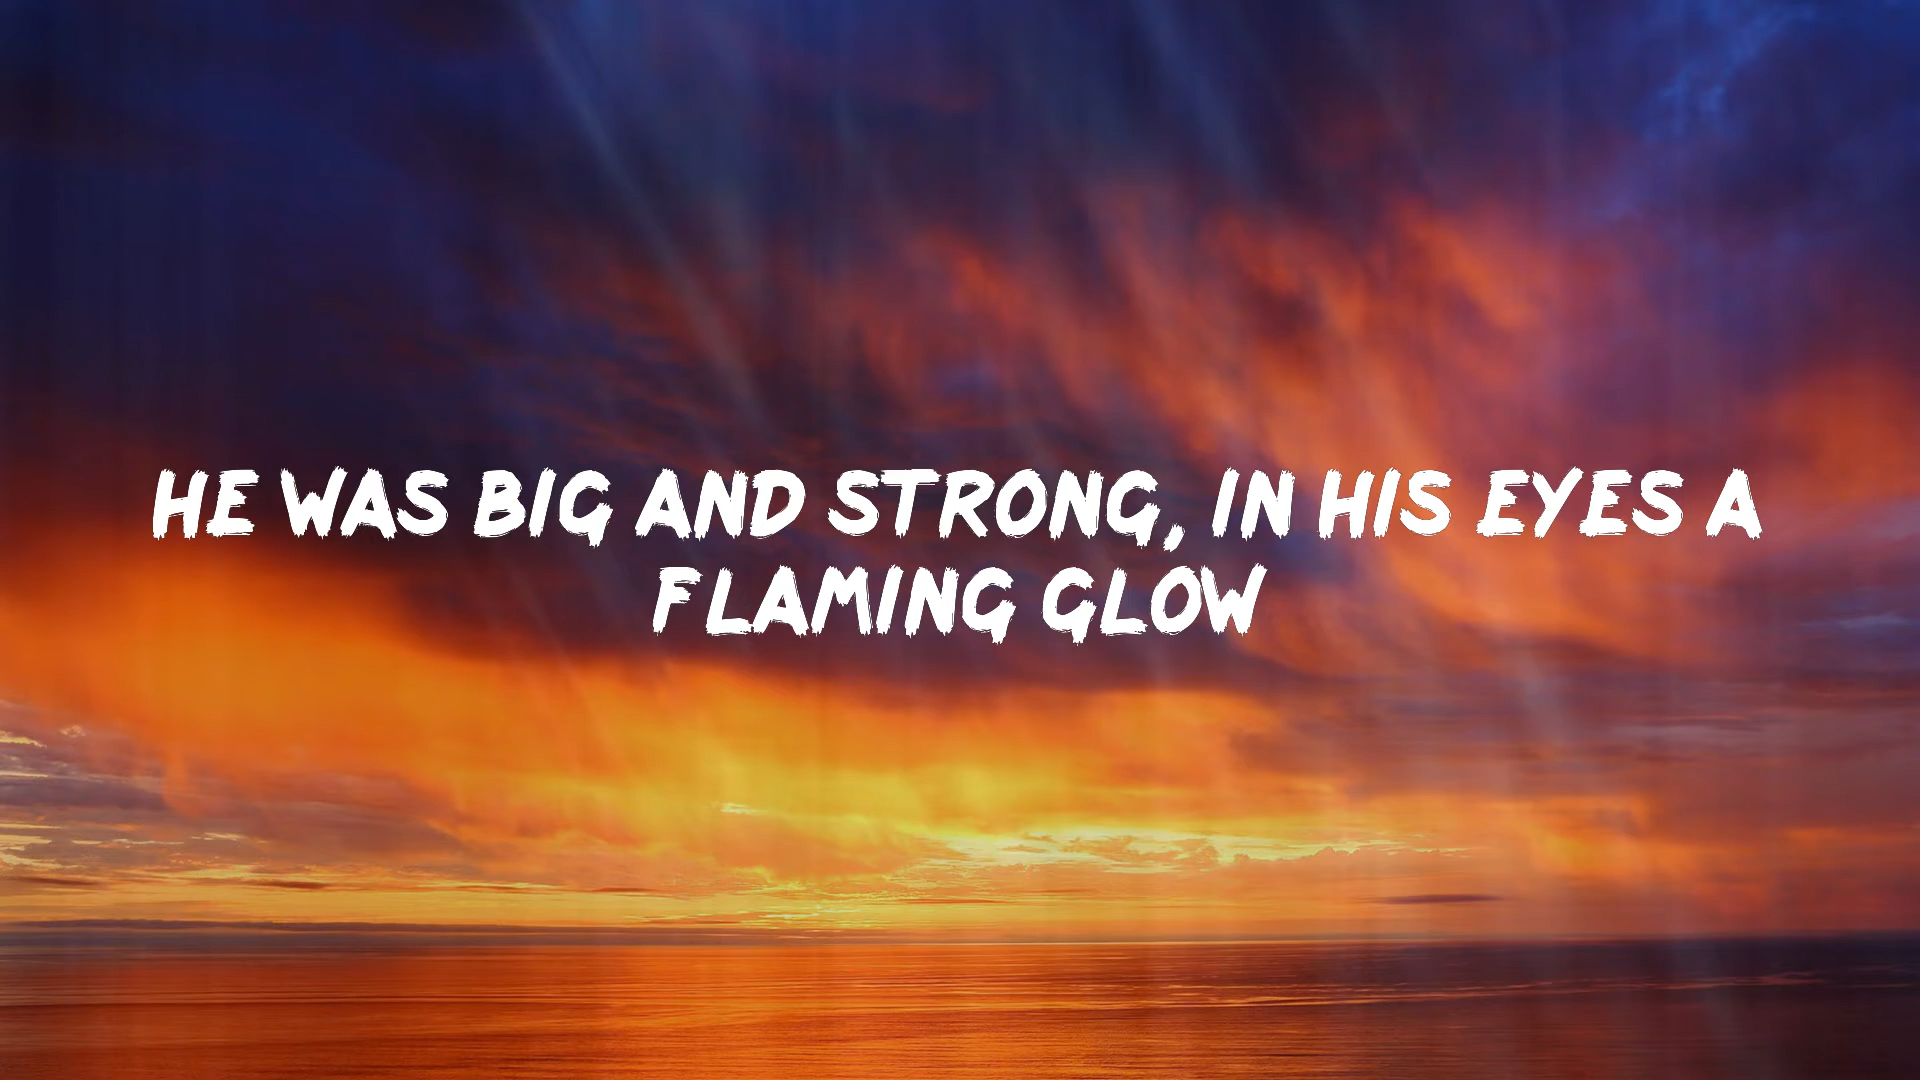 HE WAS BIG AND STRONG, IN HIS EYES A
FLAMING GLOW